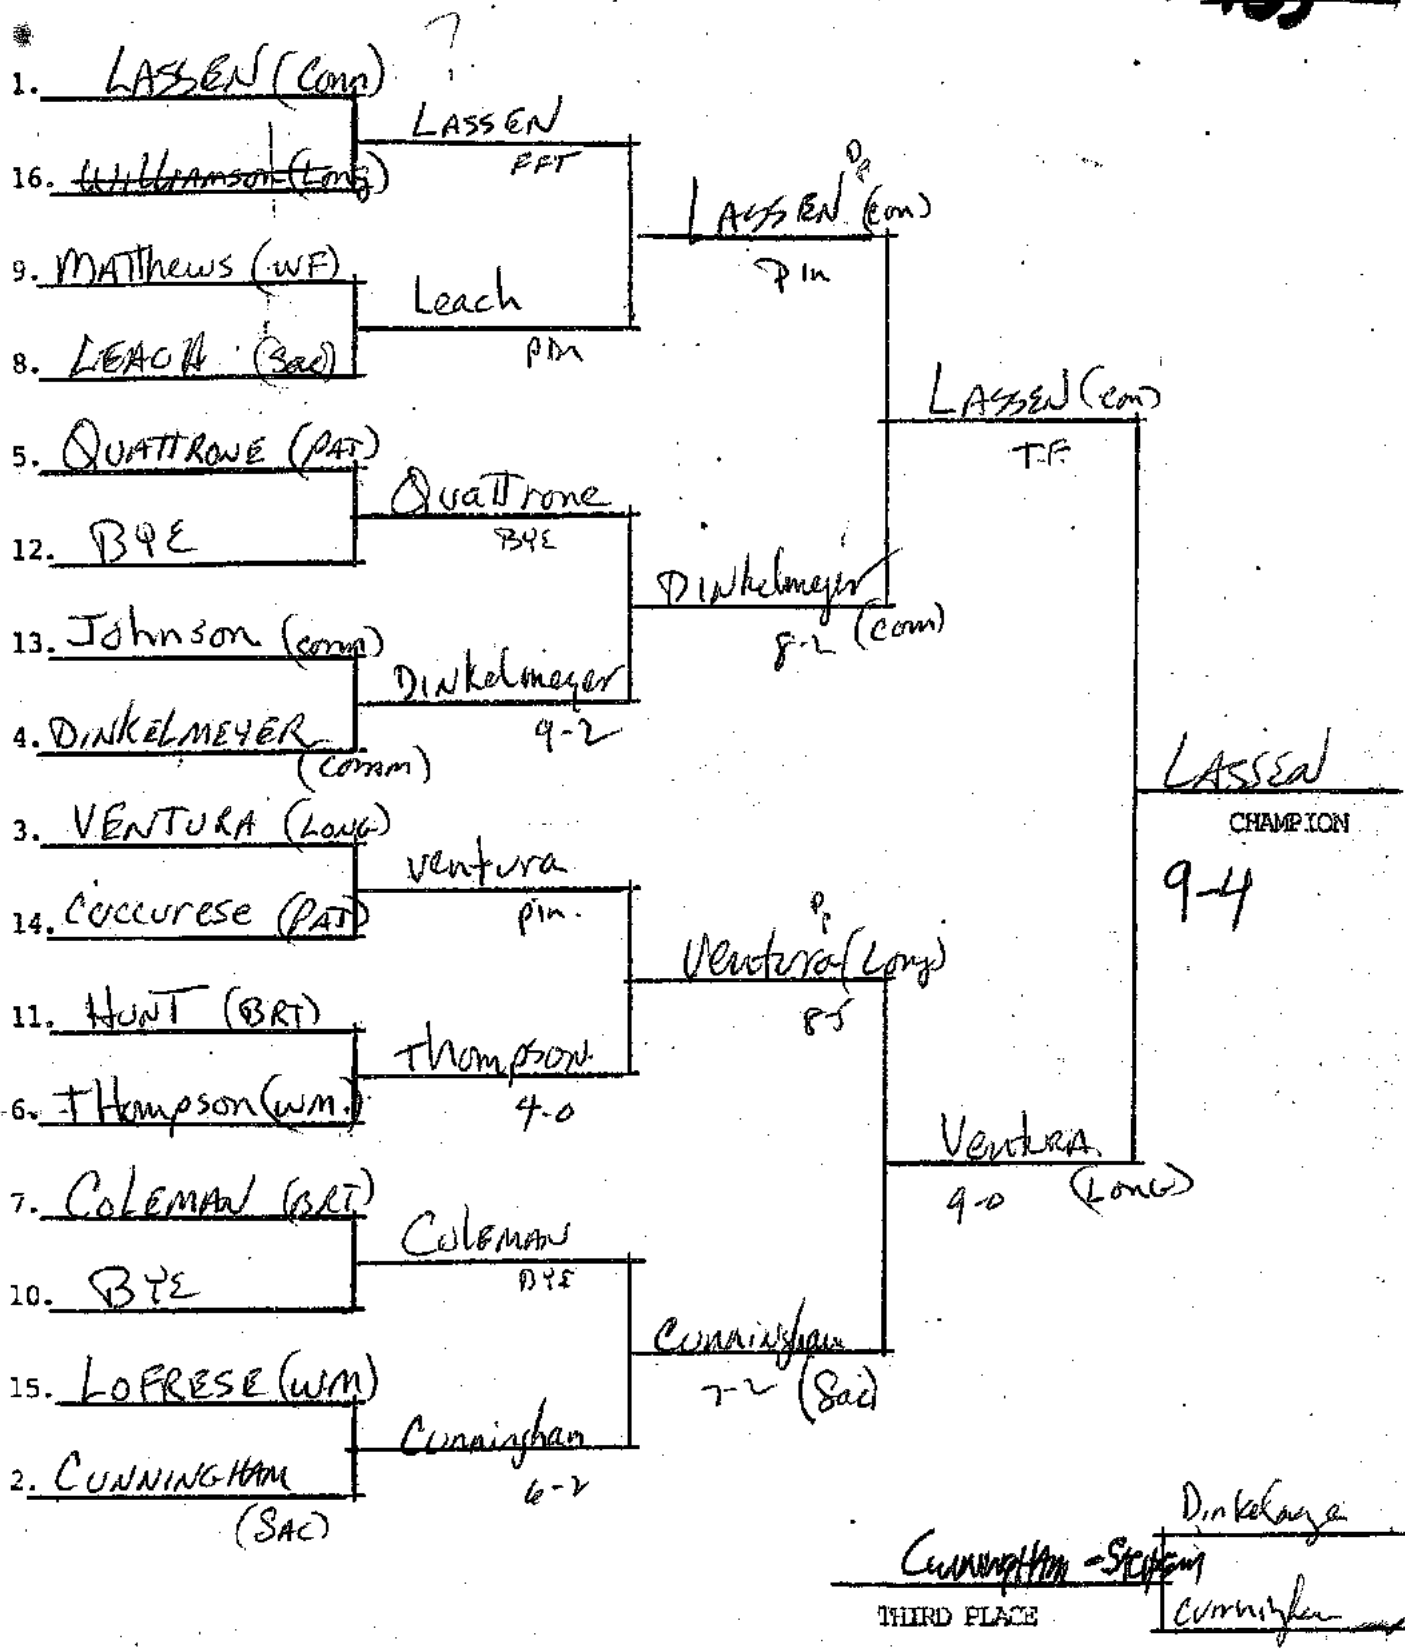 ?
1. LASSEN (Conn)
LASSEN
FFT
16. Williamson (Long)
LASSEN (Con)
Pin
9. MATThews (WF)
Leach
pin
8. LEACH (Sac)
LASSEN (Con)
T.F.
5. QUATTRONE (PAT)
QuaTTrone
BYE
12. BYE
DINkelmeyer
8-2 (Com)
13. Johnson (comm)
DINkelmeyer
9-2
4. DINKELMEYER
(Comm)
LASSEN
CHAMPION
9-4
3. VENTURA (LONG)
ventura
pin.
14. Coccurese (PAT)
Ventura (Long)
8-5
11. HUNT (BRT)
Thompson
4-0
6. THompson (WM.)
VentuRA
9-0 (LONG)
7. COLEMAN (BRT)
COLEMAN
BYE
10. BYE
Cunningham
7-2 (Sac)
15. LOFRESE (WM)
Cunningham
6-2
2. CUNNINGHAM
(SAC)
Cunningham
THIRD PLACE
Cunningham